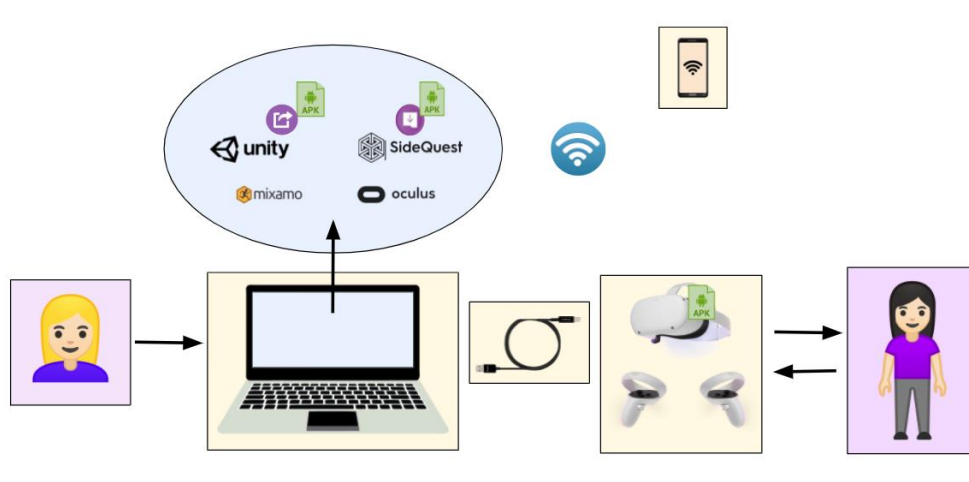 APK
APK
unity
SideQuest
mixamo
oculus
APK